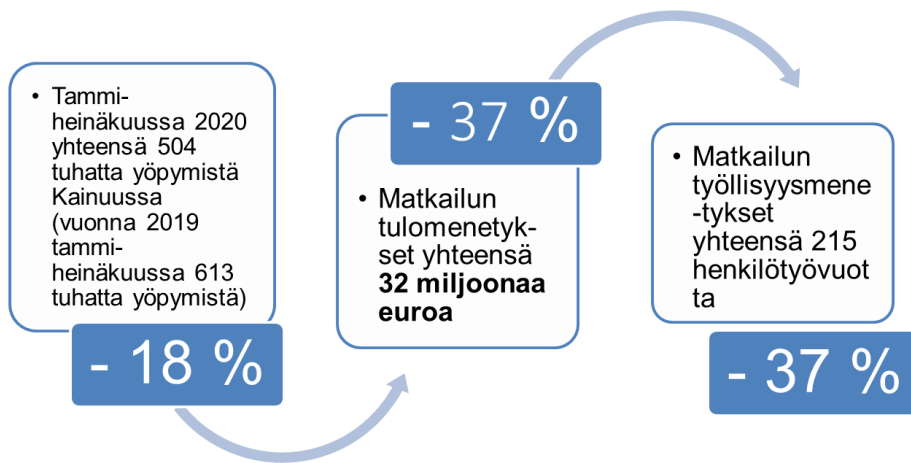 • Tammi-
heinäkuussa 2020
yhteensä 504
tuhatta yöpymistä
Kainuussa
(vuonna 2019
tammi-
heinäkuussa 613
tuhatta yöpymistä)
- 18 %
- 37 %
• Matkailun
tulomenetyk-
set yhteensä
32 miljoonaa
euroa
• Matkailun
työllisyysmene
-tykset
yhteensä 215
henkilötyövuot
ta
- 37 %